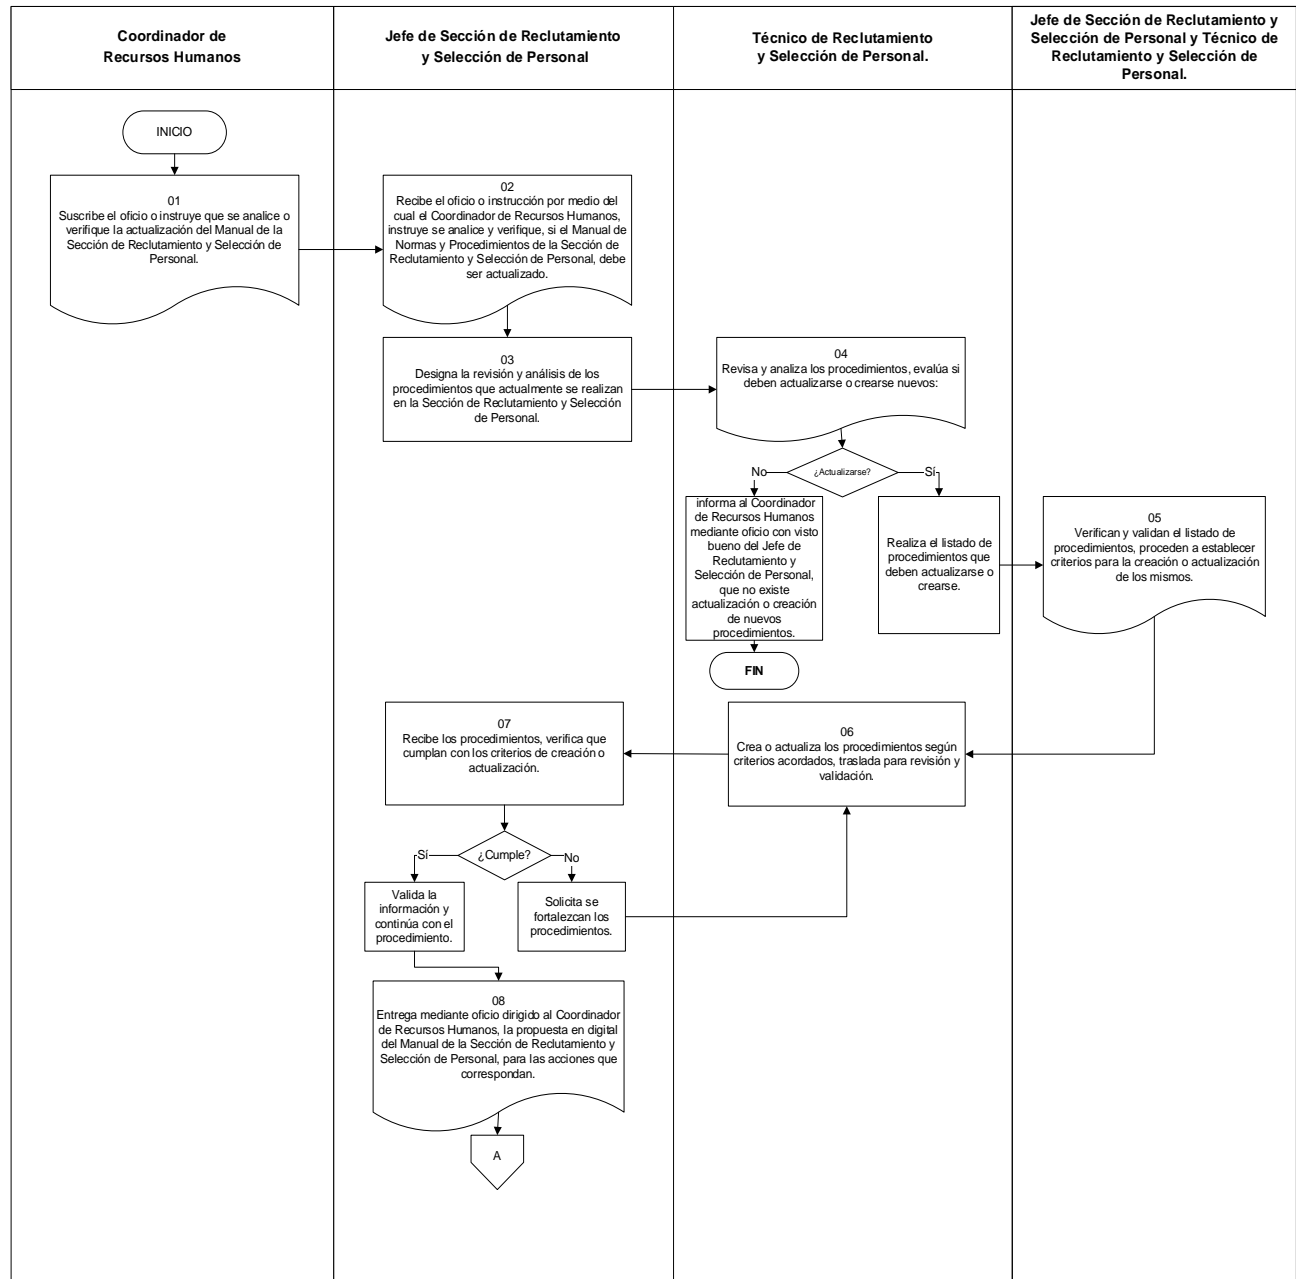 Coordinador de
Recursos Humanos
Jefe de Sección de Reclutamiento
y Selección de Personal
Técnico de Reclutamiento
y Selección de Personal.
Jefe de Sección de Reclutamiento y
Selección de Personal y Técnico de
Reclutamiento y Selección de
Personal.
INICIO
01
Suscribe el oficio o instruye que se analice o
verifique la actualización del Manual de la
Sección de Reclutamiento y Selección de
Personal.
02
Recibe el oficio o instrucción por medio del
cual el Coordinador de Recursos Humanos,
instruye se analice y verifique, si el Manual de
Normas y Procedimientos de la Sección de
Reclutamiento y Selección de Personal, debe
ser actualizado.
03
Designa la revisión y análisis de los
procedimientos que actualmente se realizan
en la Sección de Reclutamiento y Selección
de Personal.
04
Revisa y analiza los procedimientos, evalúa si
deben actualizarse o crearse nuevos:
¿Actualizarse?
No
Sí
informa al Coordinador
de Recursos Humanos
mediante oficio con visto
bueno del Jefe de
Reclutamiento y
Selección de Personal,
que no existe
actualización o creación
de nuevos
procedimientos.
Realiza el listado de
procedimientos que
deben actualizarse o
crearse.
05
Verifican y validan el listado de
procedimientos, proceden a establecer
criterios para la creación o actualización
de los mismos.
FIN
06
Crea o actualiza los procedimientos según
criterios acordados, traslada para revisión y
validación.
07
Recibe los procedimientos, verifica que
cumplan con los criterios de creación o
actualización.
¿Cumple?
Sí
No
Valida la
información y
continúa con el
procedimiento.
Solicita se
fortalezcan los
procedimientos.
08
Entrega mediante oficio dirigido al Coordinador
de Recursos Humanos, la propuesta en digital
del Manual de la Sección de Reclutamiento y
Selección de Personal, para las acciones que
correspondan.
A